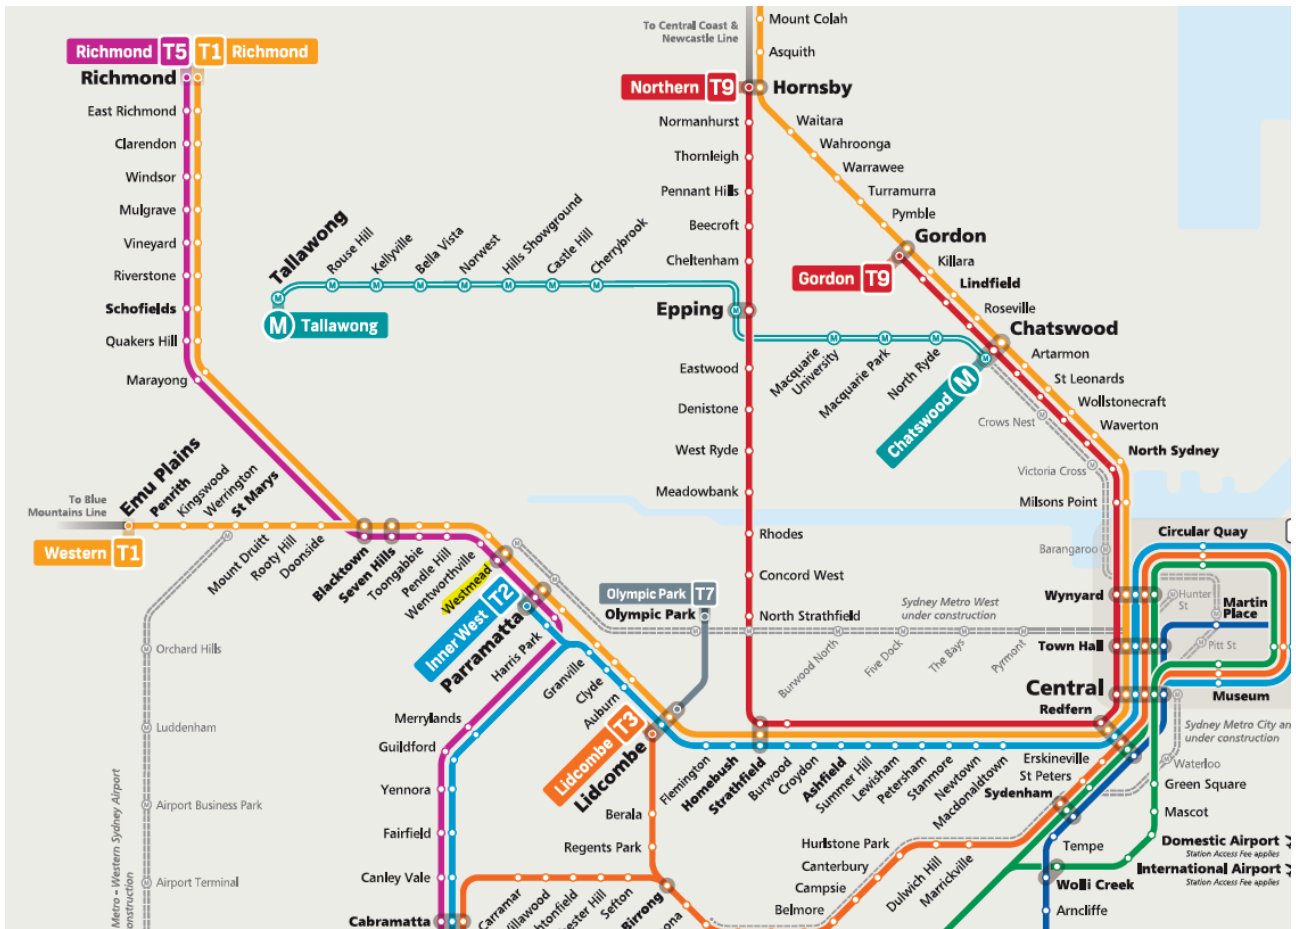 To Central Coast &
Newcastle Line
Mount Colah
Asquith
Richmond T5
T1 Richmond
Richmond
East Richmond
Clarendon
Windsor
Mulgrave
Vineyard
Riverstone
Schofields
Quakers Hill
Marayong
Northern T9
Hornsby
Normanhurst
Thornleigh
Pennant Hills
Beecroft
Cheltenham
Epping
Eastwood
Denistone
West Ryde
Meadowbank
Rhodes
Concord West
North Strathfield
Waitara
Wahroonga
Warrawee
Turramurra
Pymble
Gordon
Gordon T9
Killara
Lindfield
Roseville
Chatswood
Artarmon
St Leonards
Wollstonecraft
Waverton
North Sydney
Milsons Point
Tallawong
M Tallawong
Rouse Hill
Kellyville
Bella Vista
Norwest
Hills Showground
Castle Hill
Cherrybrook
Macquarie
University
Macquarie Park
North Ryde
Chatswood M
Crows Nest
Victoria Cross
Barangaroo
To Blue
Mountains Line
Western T1
Emu Plains
Penrith
Kingswood
Werrington
St Marys
Mount Druitt
Rooty Hill
Doonside
Blacktown
Seven Hills
Toongabbie
Pendle Hill
Wentworthville
Westmead
Inner West T2
Parramatta
Harris Park
Granville
Clyde
Auburn
Lidcombe T3
Lidcombe
Olympic Park T7
Olympic Park
Sydney Metro West
under construction
Burwood North
Five Dock
The Bays
Pyrmont
Circular Quay
Wynyard
Hunter
St
Martin
Place
Town Hall
Pitt St
Central
Museum
Redfern
Sydney Metro City an
under construction
Waterloo
Flemington
Homebush
Strathfield
Burwood
Croydon
Ashfield
Summer Hill
Lewisham
Petersham
Stanmore
Newtown
Macdonaldtown
Erskineville
St Peters
Sydenham
Green Square
Mascot
Domestic Airport
Station Access Fee applies
International Airport
Station Access Fee applies
Tempe
Wolli Creek
Arncliffe
Hurlstone Park
Canterbury
Campsie
Belmore
Dulwich Hill
Marrickville
Merrylands
Guildford
Yennora
Fairfield
Canley Vale
Cabramatta
Carramar
illawood
htonfield
ester Hill
Sefton
Birrong
ona
Berala
Regents Park
Orchard Hills
Luddenham
Airport Business Park
Airport Terminal
Metro - Western Sydney Airport
onstruction